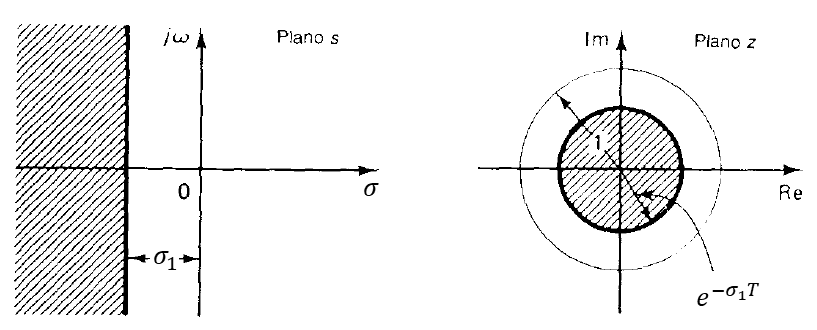 jω
Plano s
0
σ
σ₁
Im
Plano z
1
Re
e^{-σ₁T}